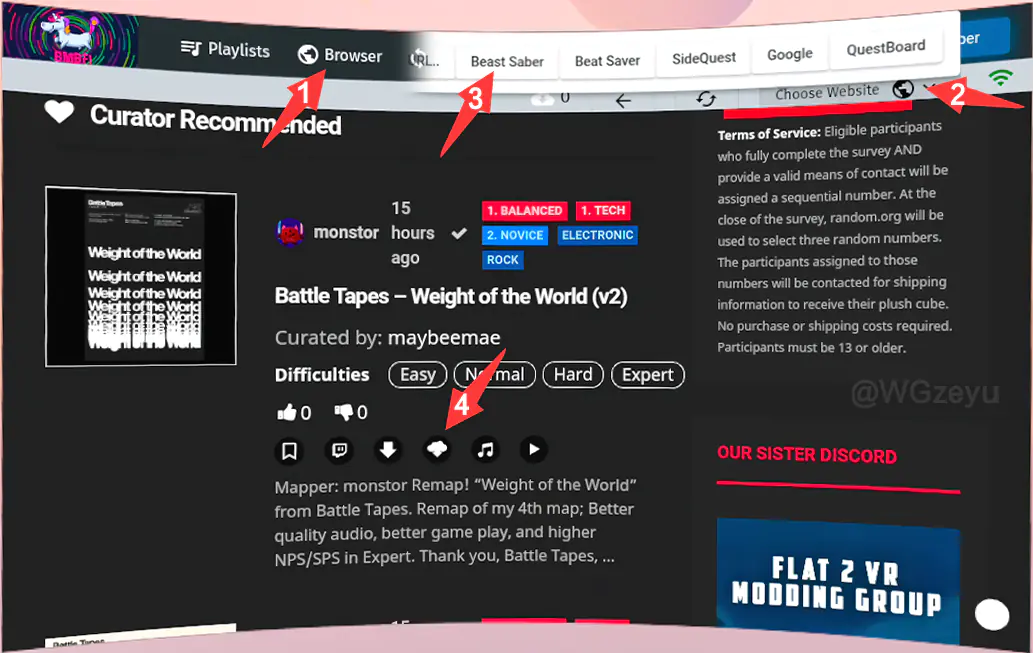 BMBF!
Playlists
Browser
URL...
Beast Saber
Beat Saver
SideQuest
Google
QuestBoard
1
3
2
0
Choose Website
Curator Recommended
Terms of Service: Eligible participants
who fully complete the survey AND
provide a valid means of contact will be
assigned a sequential number. At the
close of the survey, random.org will be
used to select three random numbers.
The participants assigned to those
numbers will be contacted for shipping
information to receive their plush cube.
No purchase or shipping costs required.
Participants must be 13 or older.
Battle Tapes
Weight of the World
Weight of the World
Weight of the World
Weight of the World
monstor
15
hours
ago
1. BALANCED
1. TECH
2. NOVICE
ELECTRONIC
ROCK
Battle Tapes – Weight of the World (v2)
Curated by: maybeemae
Difficulties
Easy
Normal
Hard
Expert
4
0
0
@WGzeyu
Mapper: monstor Remap! “Weight of the World”
from Battle Tapes. Remap of my 4th map; Better
quality audio, better game play, and higher
NPS/SPS in Expert. Thank you, Battle Tapes, ...
OUR SISTER DISCORD
FLAT 2 VR
MODDING GROUP